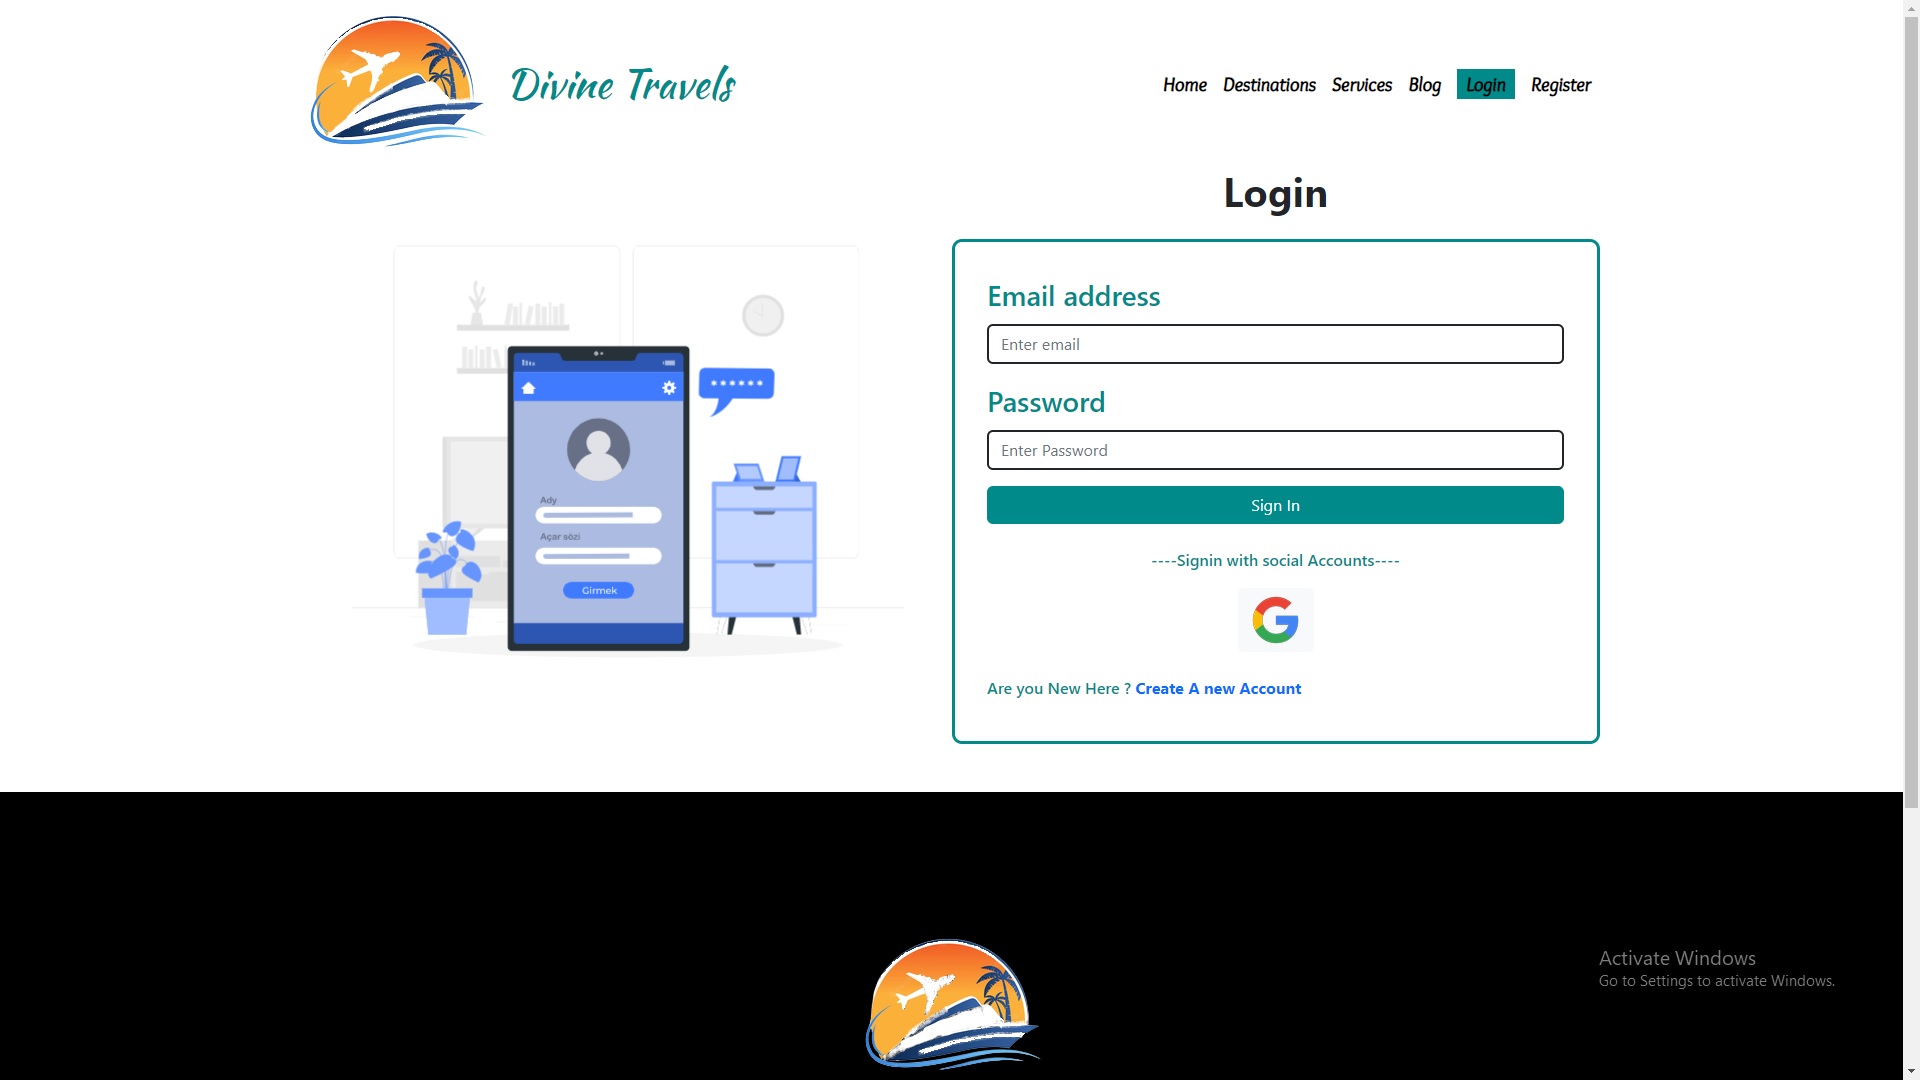 Divine Travels
Home Destinations Services Blog Login Register
Login
Email address
Enter email
Password
Enter Password
Sign In
----Signin with social Accounts----
Are you New Here ? Create A new Account
Ady
Açar sözi
Girmek
Activate Windows
Go to Settings to activate Windows.